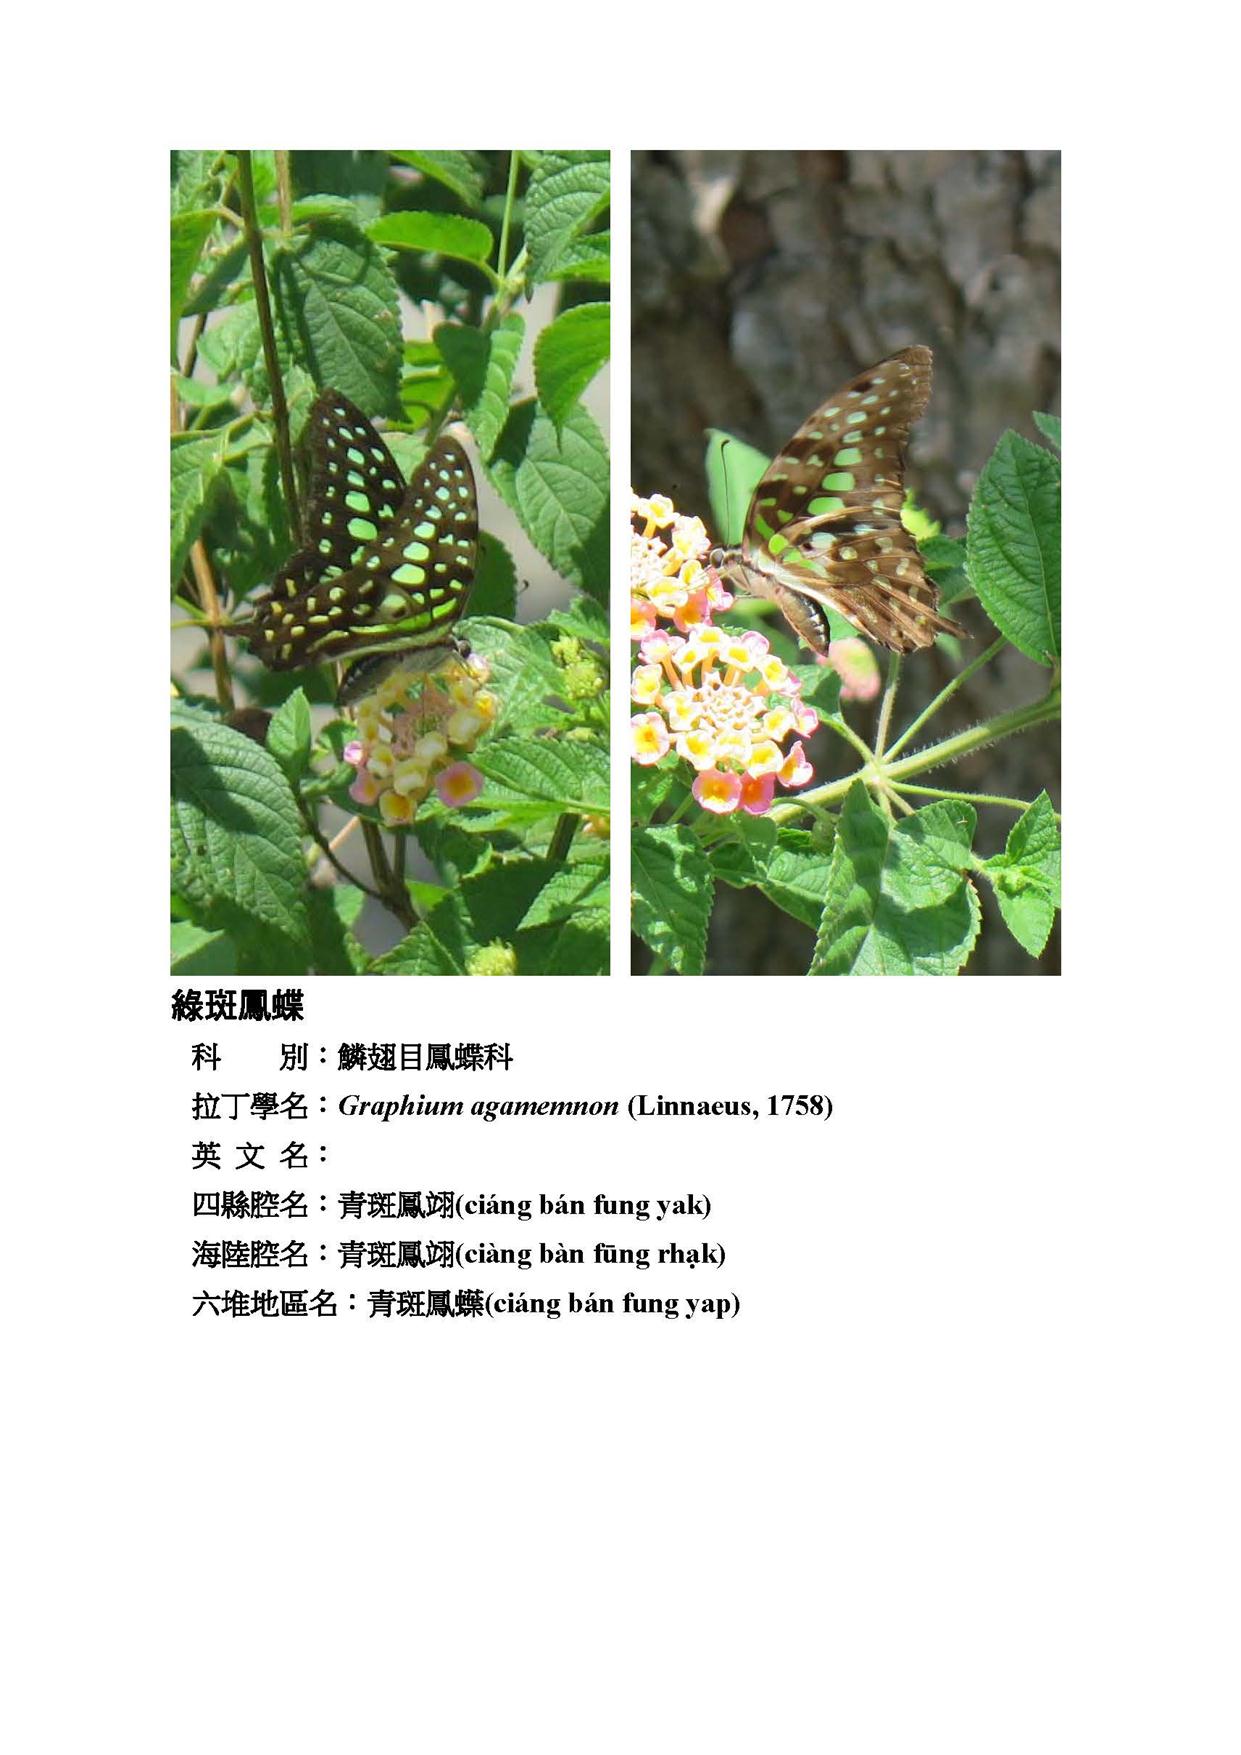 綠斑鳳蝶
科　　別：鱗翅目鳳蝶科
拉丁學名：Graphium agamemnon (Linnaeus, 1758)
英 文 名：
四縣腔名：青斑鳳翊(ciáng bán fung yak)
海陸腔名：青斑鳳翊(ciàng bàn fūng rhạk)
六堆地區名：青斑鳳蠂(ciáng bán fung yap)